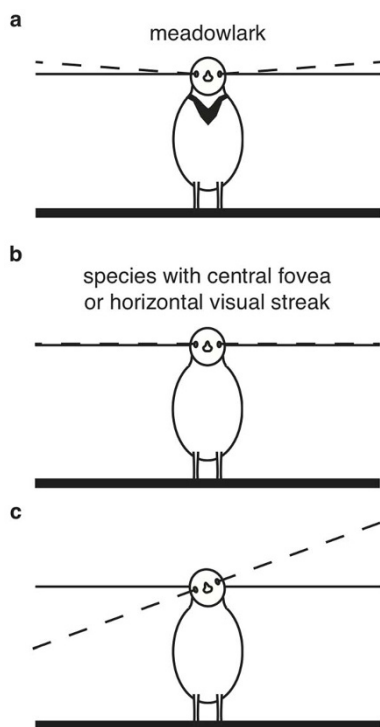 a
meadowlark
b
species with central fovea
or horizontal visual streak
c